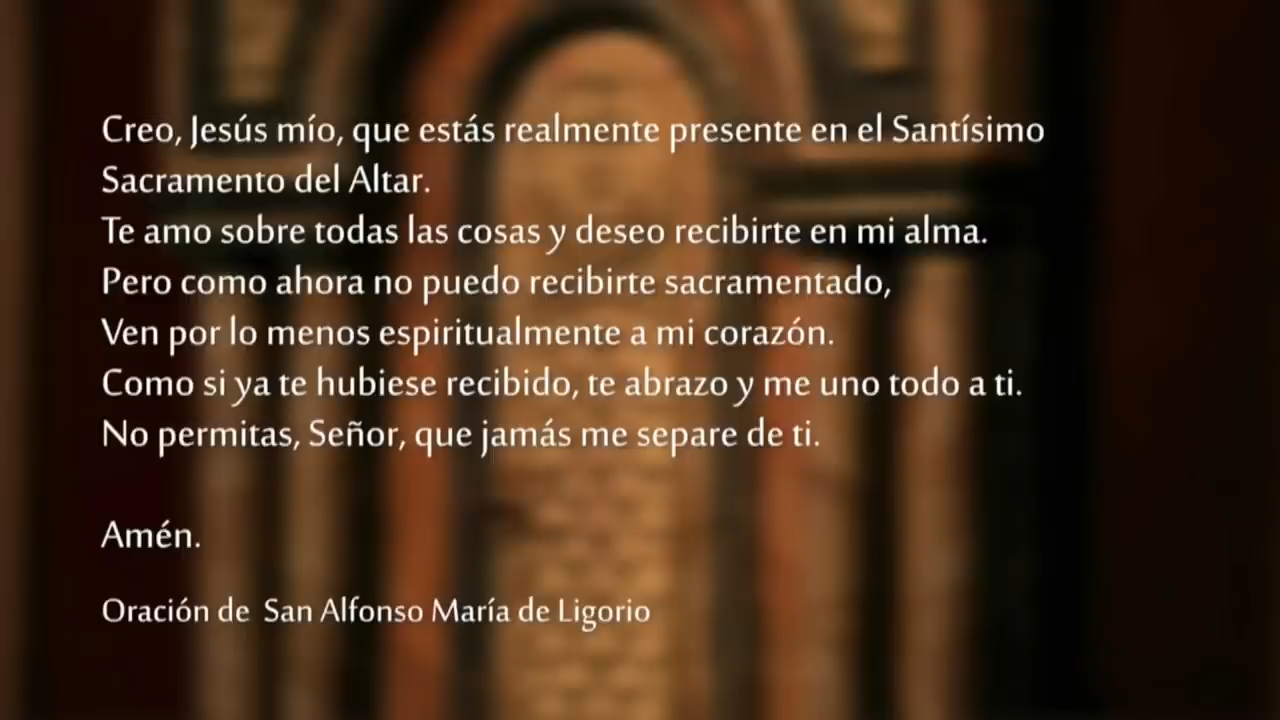 Creo, Jesús mío, que estás realmente presente en el Santísimo
Sacramento del Altar.
Te amo sobre todas las cosas y deseo recibirte en mi alma.
Pero como ahora no puedo recibirte sacramentado,
Ven por lo menos espiritualmente a mi corazón.
Como si ya te hubiese recibido, te abrazo y me uno todo a ti.
No permitas, Señor, que jamás me separe de ti.
Amén.
Oración de San Alfonso María de Ligorio